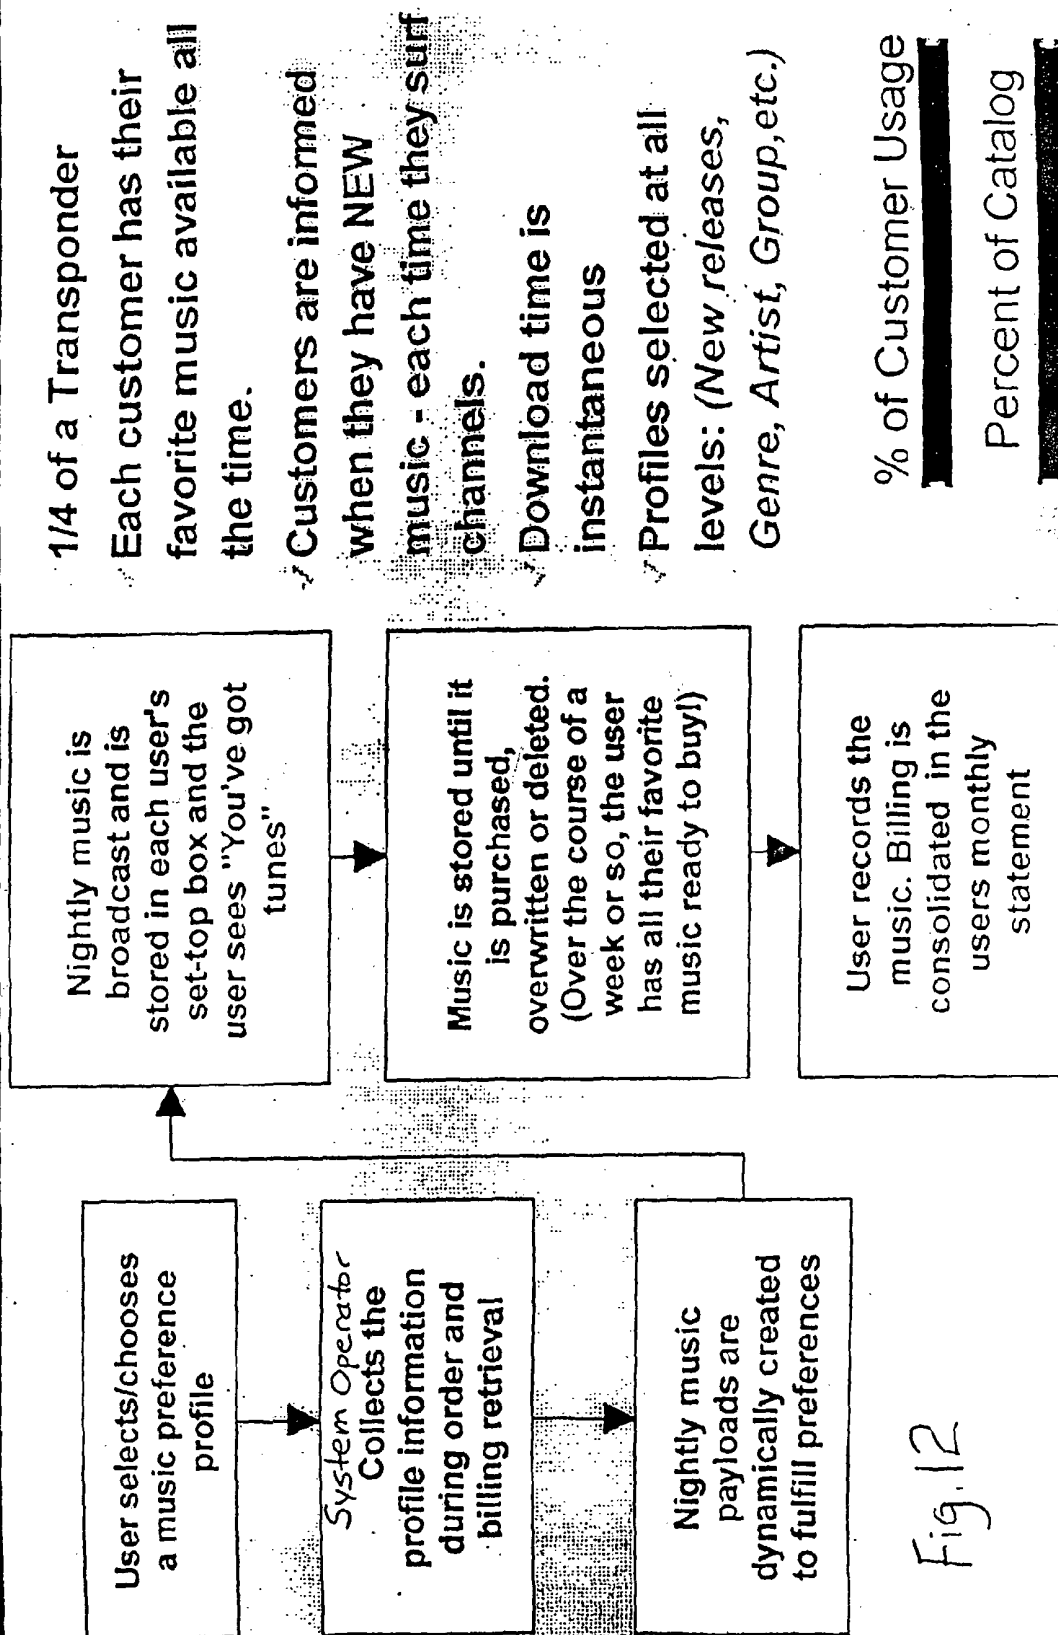 User selects/chooses
a music preference
profile
System Operator
Collects the
profile information
during order and
billing retrieval
Nightly music
payloads are
dynamically created
to fulfill preferences
Nightly music is
broadcast and is
stored in each user's
set-top box and the
user sees "You've got
tunes"
Music is stored until it
is purchased,
overwritten or deleted.
(Over the course of a
week or so, the user
has all their favorite
music ready to buy!)
User records the
music. Billing is
consolidated in the
users monthly
statement
1/4 of a Transponder
Each customer has their
favorite music available all
the time.
Customers are informed
when they have NEW
music - each time they surf
channels.
Download time is
instantaneous
Profiles selected at all
levels: (New releases,
Genre, Artist, Group, etc.)
% of Customer Usage
Percent of Catalog
Fig. 12